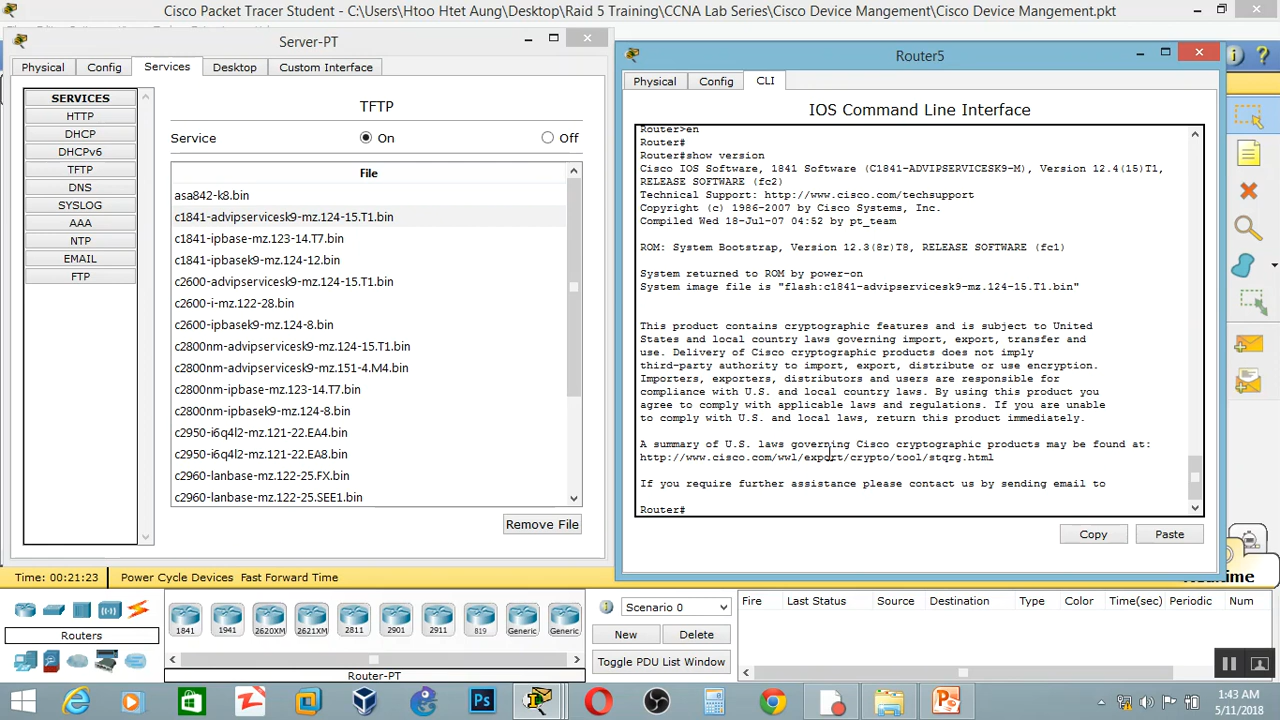 Cisco Packet Tracer Student - C:\Users\Htoo Htet Aung\Desktop\Raid 5 Training\CCNA Lab Series\Cisco Device Mangement\Cisco Device Mangement.pkt
Server-PT
Physical Config Services Desktop Custom Interface
SERVICES
HTTP
DHCP
DHCPv6
TFTP
DNS
SYSLOG
AAA
NTP
EMAIL
FTP
TFTP
Service On Off
File
asa842-k8.bin
c1841-advipservicesk9-mz.124-15.T1.bin
c1841-ipbase-mz.123-14.T7.bin
c1841-ipbasek9-mz.124-12.bin
c2600-advipservicesk9-mz.124-15.T1.bin
c2600-i-mz.122-28.bin
c2600-ipbasek9-mz.124-8.bin
c2800nm-advipservicesk9-mz.124-15.T1.bin
c2800nm-advipservicesk9-mz.151-4.M4.bin
c2800nm-ipbase-mz.123-14.T7.bin
c2800nm-ipbasek9-mz.124-8.bin
c2950-i6q4l2-mz.121-22.EA4.bin
c2950-i6q4l2-mz.121-22.EA8.bin
c2960-lanbase-mz.122-25.FX.bin
c2960-lanbase-mz.122-25.SEE1.bin
Remove File
Router5
Physical Config CLI
IOS Command Line Interface
Router>en
Router#
Router#show version
Cisco IOS Software, 1841 Software (C1841-ADVIPSERVICESK9-M), Version 12.4(15)T1,
RELEASE SOFTWARE (fc2)
Technical Support: http://www.cisco.com/techsupport
Copyright (c) 1986-2007 by Cisco Systems, Inc.
Compiled Wed 18-Jul-07 04:52 by pt_team
ROM: System Bootstrap, Version 12.3(8r)T8, RELEASE SOFTWARE (fc1)
System returned to ROM by power-on
System image file is "flash:c1841-advipservicesk9-mz.124-15.T1.bin"
This product contains cryptographic features and is subject to United
States and local country laws governing import, export, transfer and
use. Delivery of Cisco cryptographic products does not imply
third-party authority to import, export, distribute or use encryption.
Importers, exporters, distributors and users are responsible for
compliance with U.S. and local country laws. By using this product you
agree to comply with applicable laws and regulations. If you are unable
to comply with U.S. and local laws, return this product immediately.
A summary of U.S. laws governing Cisco cryptographic products may be found at:
http://www.cisco.com/wwl/export/crypto/tool/stqrg.html
If you require further assistance please contact us by sending email to
Router#
Copy Paste
Time: 00:21:23 Power Cycle Devices Fast Forward Time
Routers
1841 1941 2620XM 2621XM 2811 2901 2911 819 Generic Generic
Router-PT
Scenario 0
New Delete
Toggle PDU List Window
Fire Last Status Source Destination Type Color Time(sec) Periodic Num
1:43 AM
5/11/2018